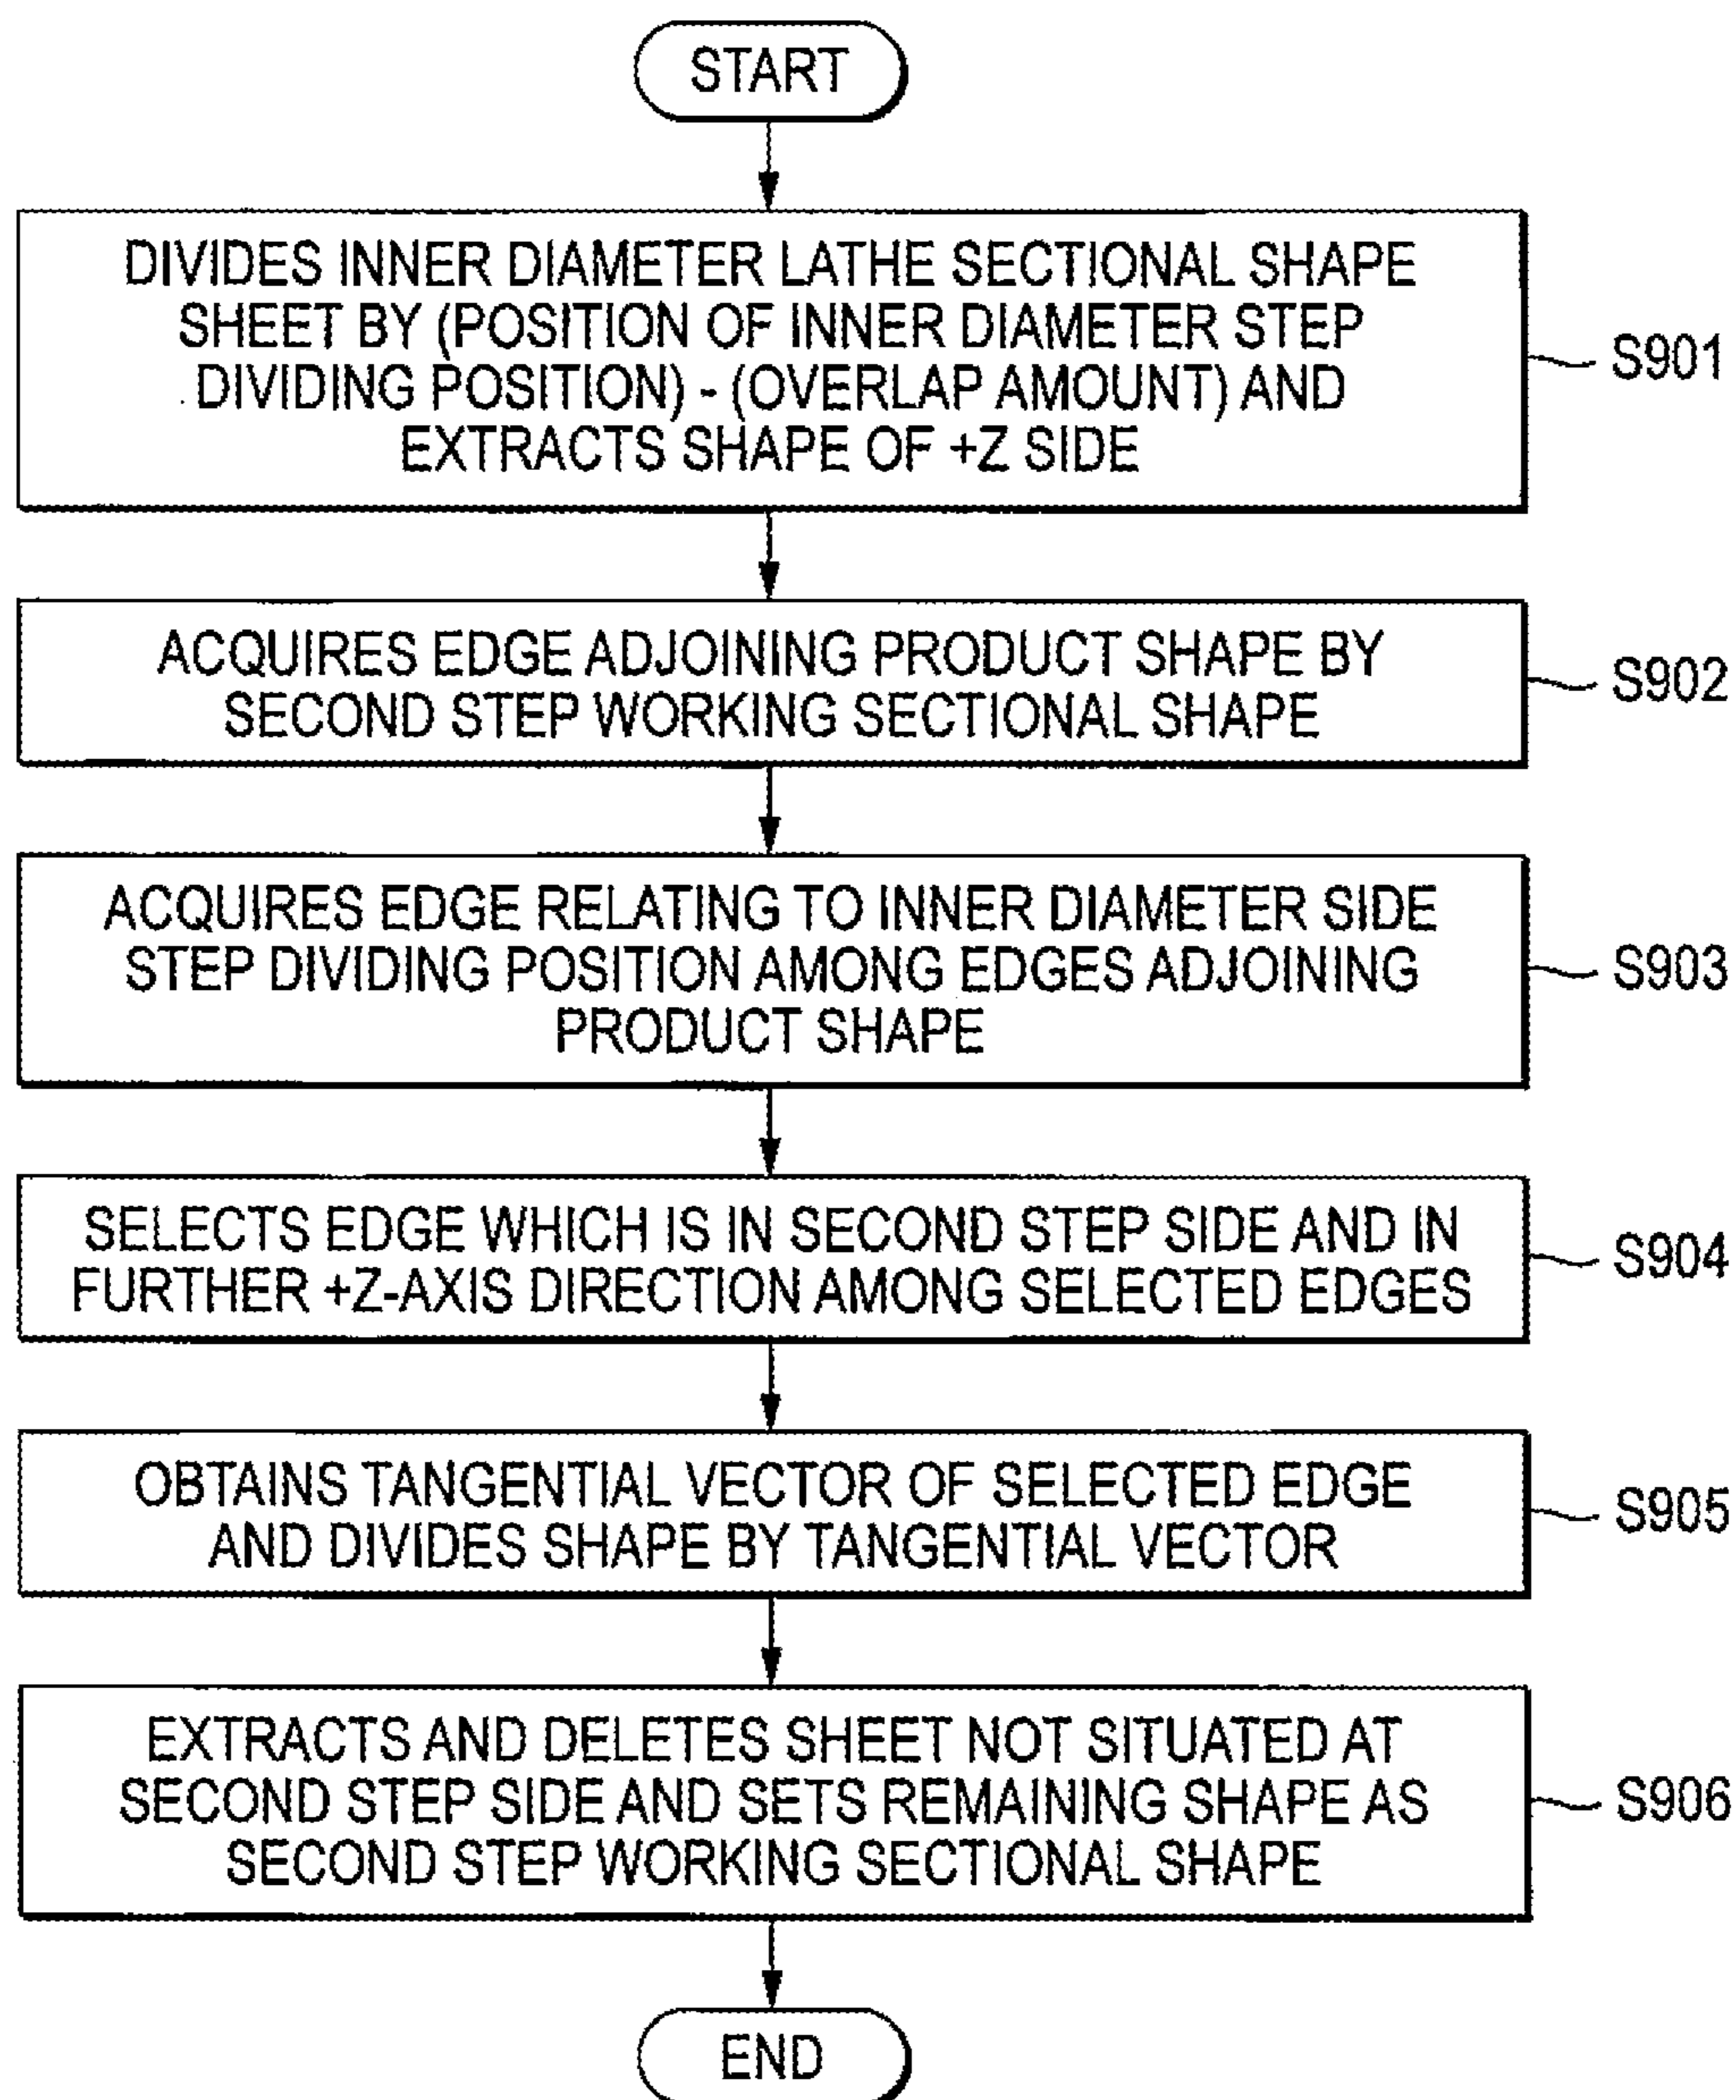 START
DIVIDES INNER DIAMETER LATHE SECTIONAL SHAPE
SHEET BY (POSITION OF INNER DIAMETER STEP
DIVIDING POSITION) - (OVERLAP AMOUNT) AND
EXTRACTS SHAPE OF +Z SIDE
S901
ACQUIRES EDGE ADJOINING PRODUCT SHAPE BY
SECOND STEP WORKING SECTIONAL SHAPE
S902
ACQUIRES EDGE RELATING TO INNER DIAMETER SIDE
STEP DIVIDING POSITION AMONG EDGES ADJOINING
PRODUCT SHAPE
S903
SELECTS EDGE WHICH IS IN SECOND STEP SIDE AND IN
FURTHER +Z-AXIS DIRECTION AMONG SELECTED EDGES
S904
OBTAINS TANGENTIAL VECTOR OF SELECTED EDGE
AND DIVIDES SHAPE BY TANGENTIAL VECTOR
S905
EXTRACTS AND DELETES SHEET NOT SITUATED AT
SECOND STEP SIDE AND SETS REMAINING SHAPE AS
SECOND STEP WORKING SECTIONAL SHAPE
S906
END